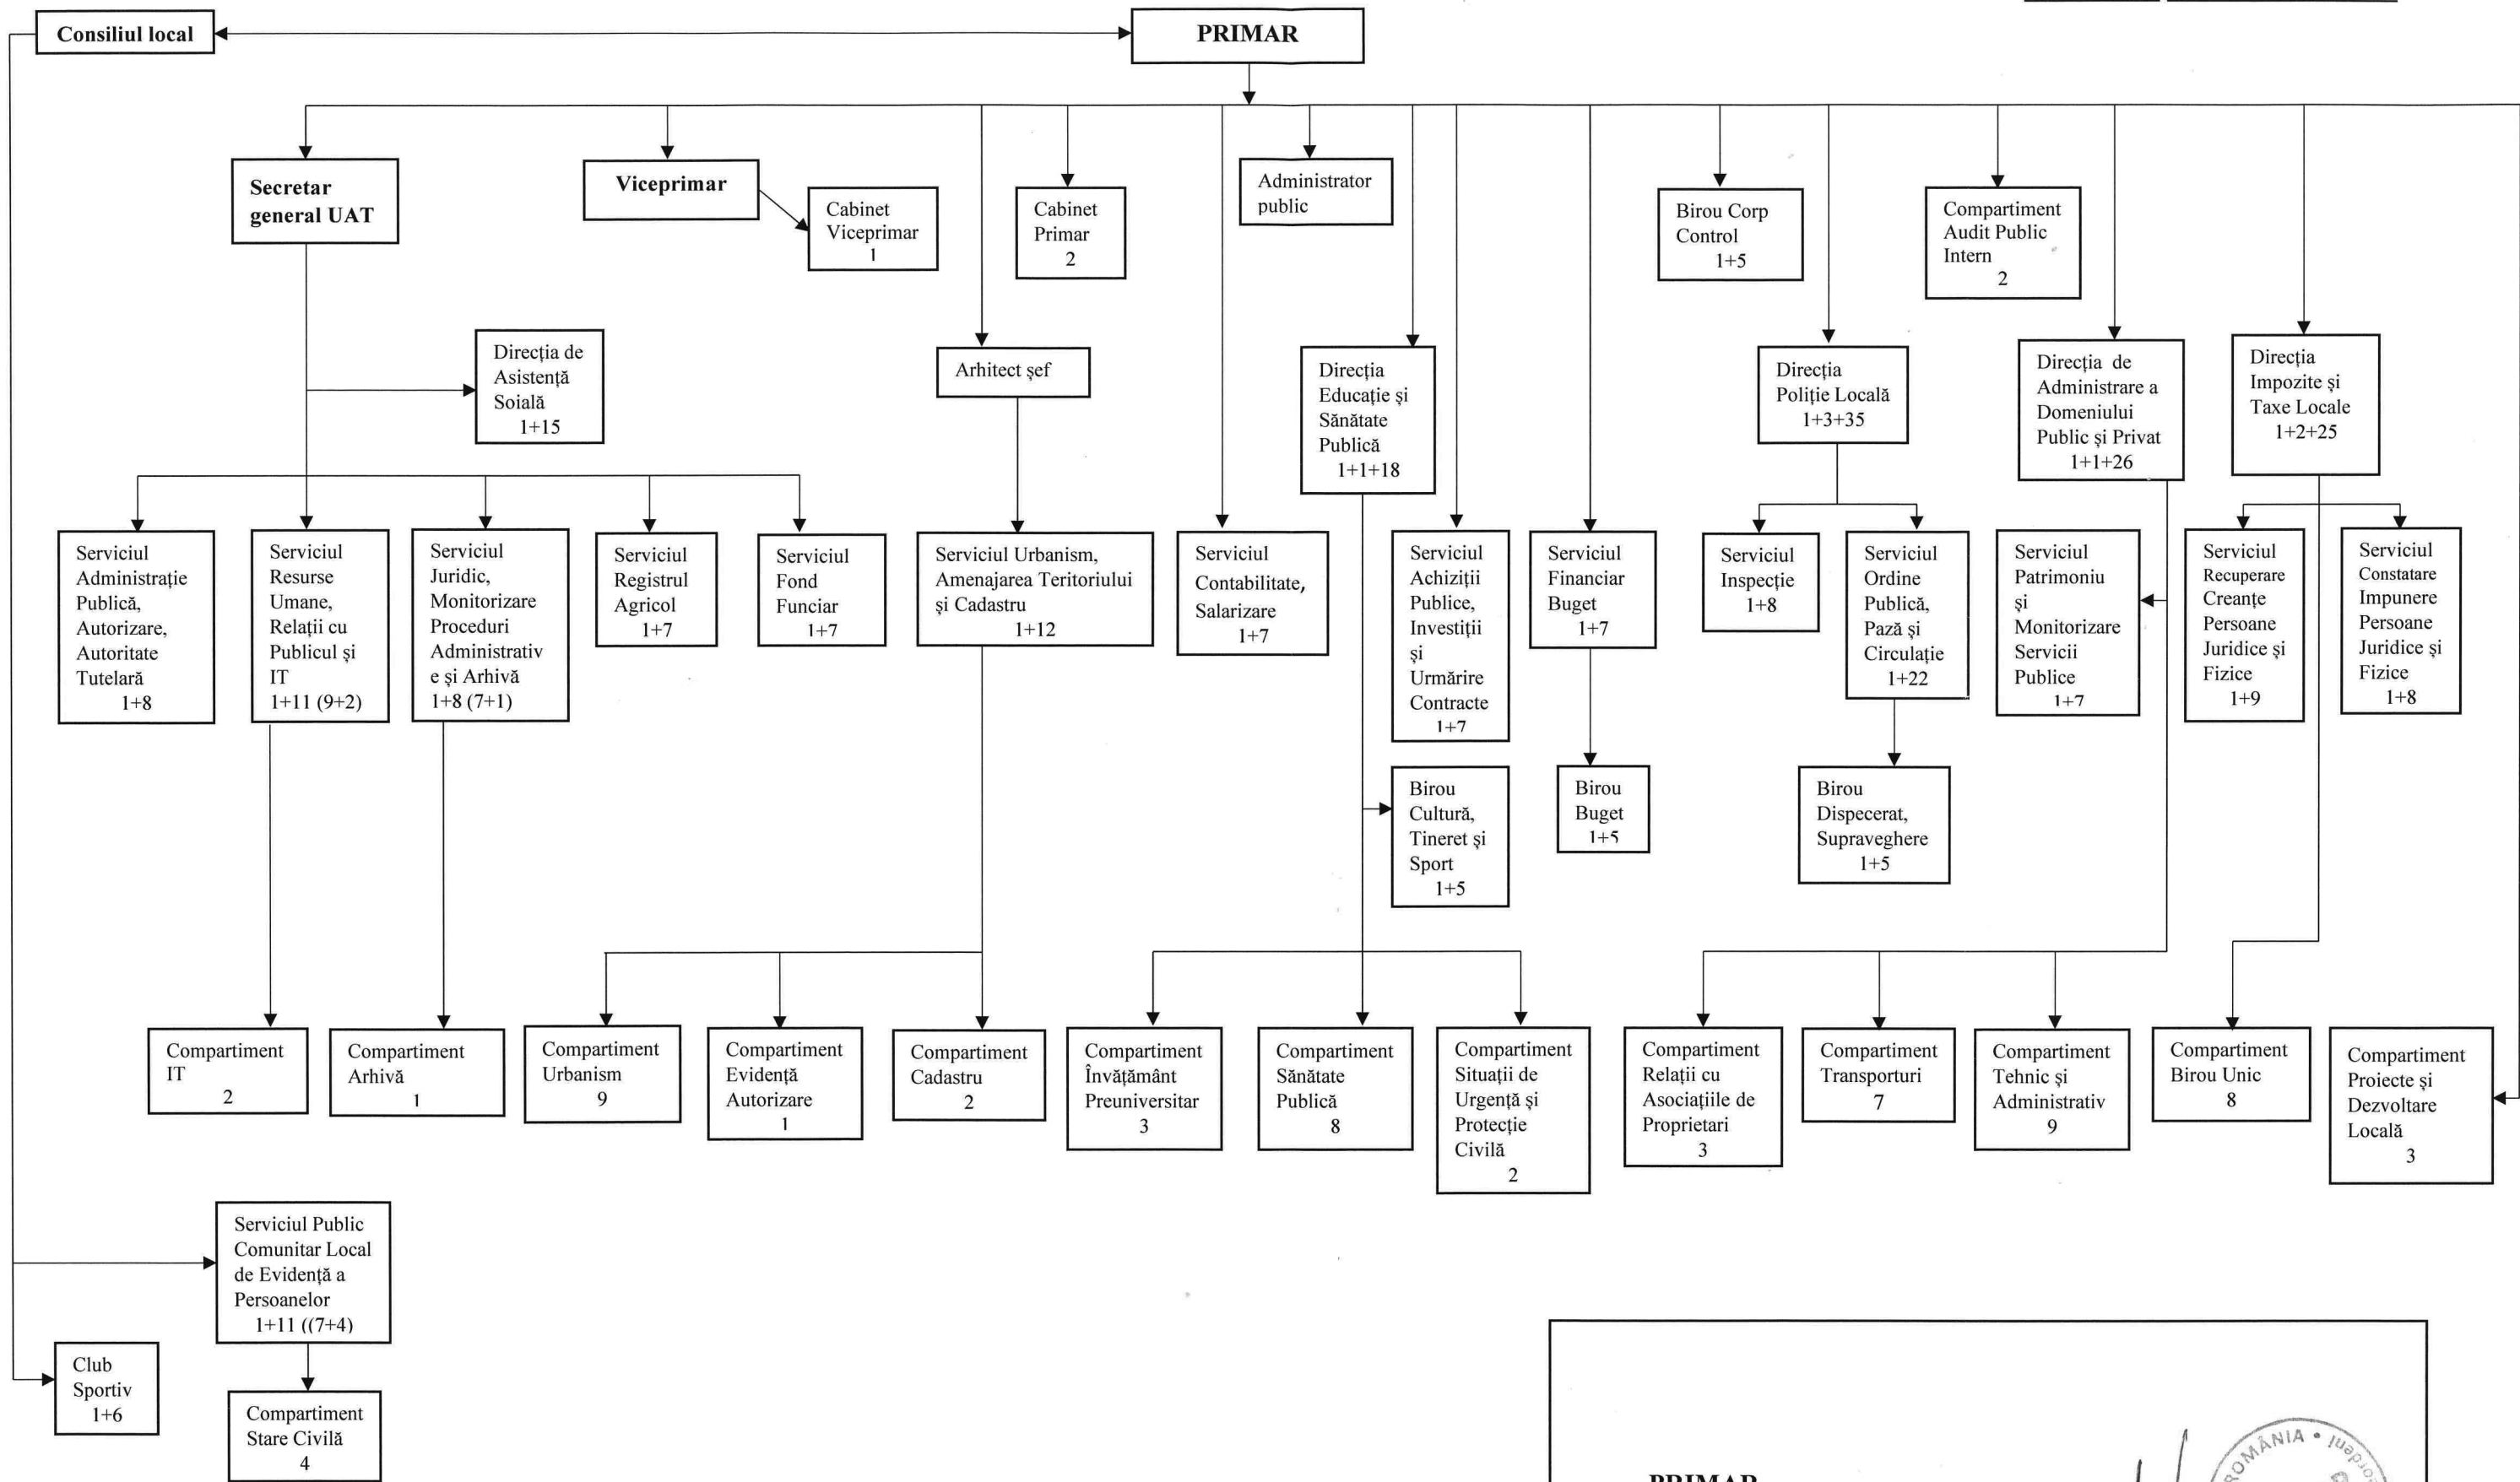 Consiliul local
PRIMAR
Secretar
general UAT
Viceprimar
Cabinet
Viceprimar
1
Cabinet
Primar
2
Administrator
public
Birou Corp
Control
1+5
Compartiment
Audit Public
Intern
2
Direcția de
Asistență
Soială
1+15
Arhitect șef
Direcția
Educație și
Sănătate
Publică
1+1+18
Direcția
Poliție Locală
1+3+35
Direcția de
Administrare a
Domeniului
Public și Privat
1+1+26
Direcția
Impozite și
Taxe Locale
1+2+25
Serviciul
Administrație
Publică,
Autorizare,
Autoritate
Tutelară
1+8
Serviciul
Resurse
Umane,
Relații cu
Publicul și
IT
1+11 (9+2)
Serviciul
Juridic,
Monitorizare
Proceduri
Administrativ
e și Arhivă
1+8 (7+1)
Serviciul
Registrul
Agricol
1+7
Serviciul
Fond
Funciar
1+7
Serviciul Urbanism,
Amenajarea Teritoriului
și Cadastru
1+12
Serviciul
Contabilitate,
Salarizare
1+7
Serviciul
Achiziții
Publice,
Investiții
și
Urmărire
Contracte
1+7
Serviciul
Financiar
Buget
1+7
Serviciul
Inspecție
1+8
Serviciul
Ordine
Publică,
Pază și
Circulație
1+22
Serviciul
Patrimoniu
și
Monitorizare
Servicii
Publice
1+7
Serviciul
Recuperare
Creanțe
Persoane
Juridice și
Fizice
1+9
Serviciul
Constatare
Impunere
Persoane
Juridice și
Fizice
1+8
Birou
Cultură,
Tineret și
Sport
1+5
Birou
Buget
1+5
Birou
Dispecerat,
Supraveghere
1+5
Compartiment
IT
2
Compartiment
Arhivă
1
Compartiment
Urbanism
9
Compartiment
Evidență
Autorizare
1
Compartiment
Cadastru
2
Compartiment
Învățământ
Preuniversitar
3
Compartiment
Sănătate
Publică
8
Compartiment
Situații de
Urgență și
Protecție
Civilă
2
Compartiment
Relații cu
Asociațiile de
Proprietari
3
Compartiment
Transporturi
7
Compartiment
Tehnic și
Administrativ
9
Compartiment
Birou Unic
8
Compartiment
Proiecte și
Dezvoltare
Locală
3
Serviciul Public
Comunitar Local
de Evidență a
Persoanelor
1+11 ((7+4)
Club
Sportiv
1+6
Compartiment
Stare Civilă
4
PRIMAR
ROMÂNIA •